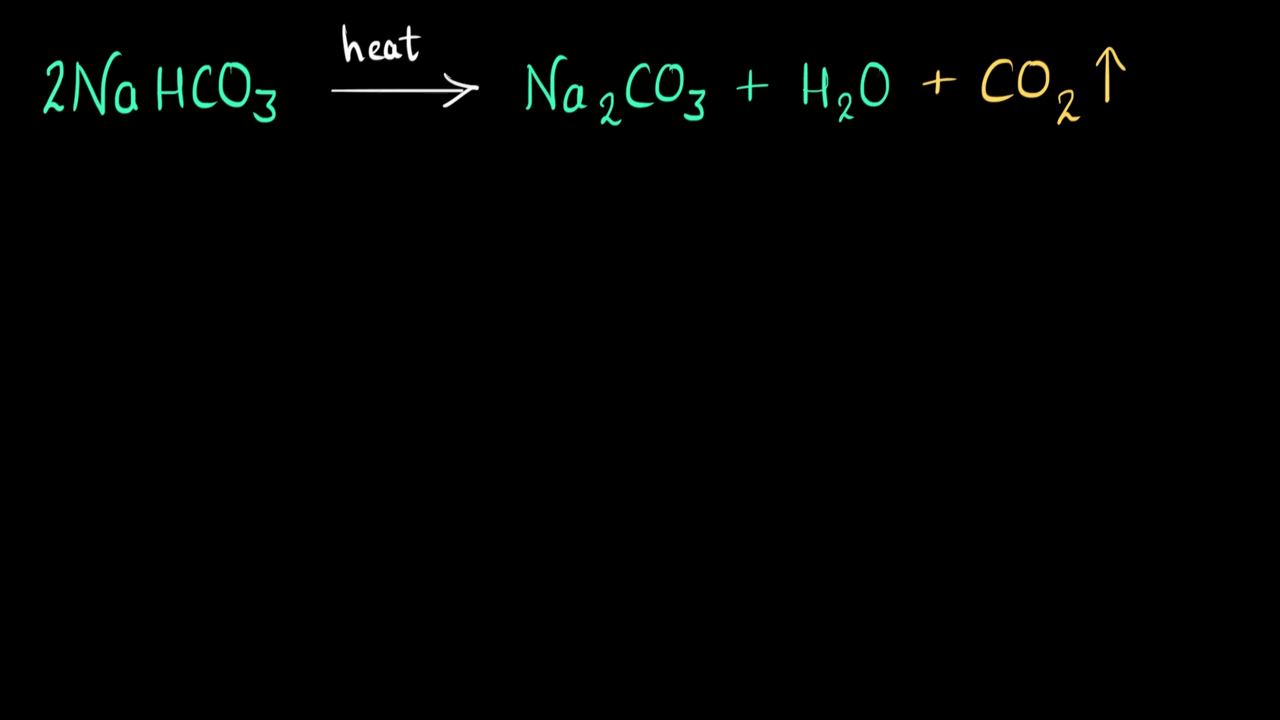 heat
2NaHCO₃ ⟶ Na₂CO₃ + H₂O + CO₂↑